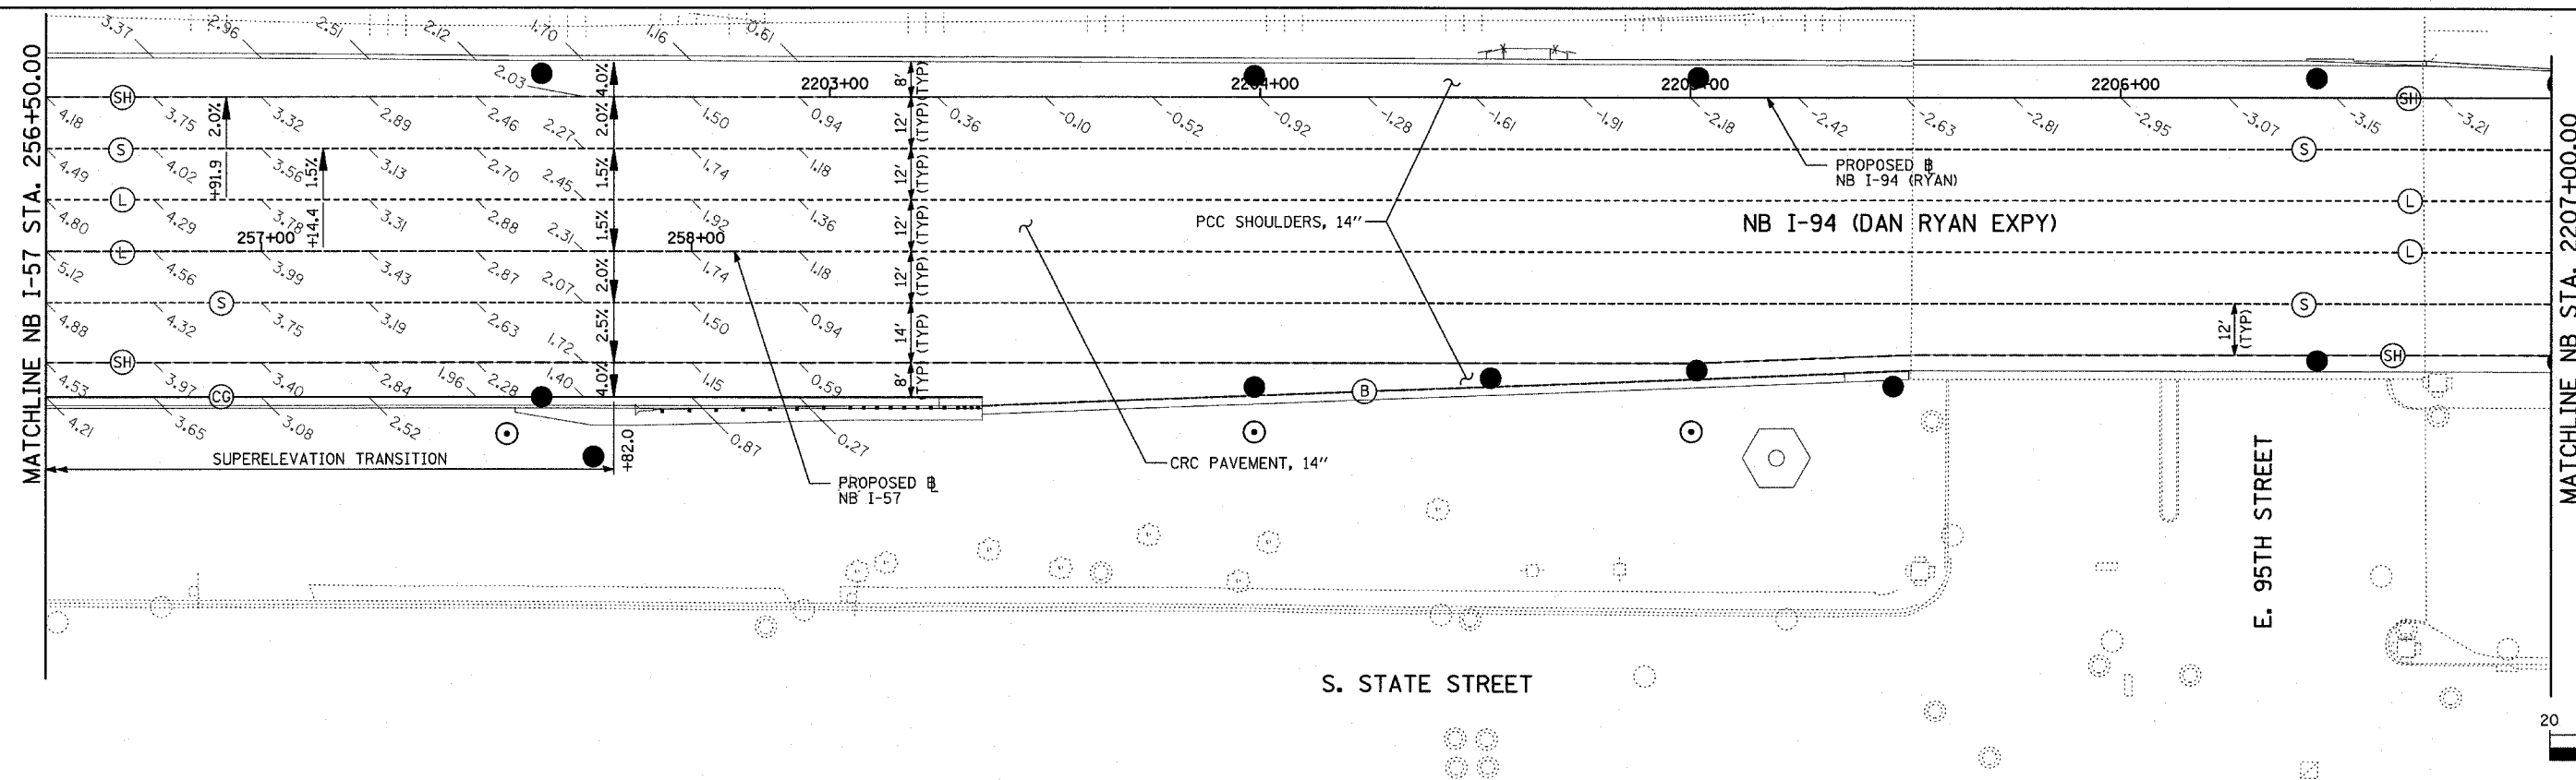 MATCHLINE NB I-57 STA. 256+50.00
3.37 2.96 2.51 2.12 1.70 1.16 0.61
2.03 4.0% 8' (TYP)
2203+00 2204+00 2206+00
SH SH
4.18 3.75 2.0% 3.32 2.89 2.46 2.27 2.0% 1.50 0.94 12' (TYP) 0.36 -0.10 -0.52 -0.92 -1.28 -1.61 -1.91 -2.18 -2.42 -2.63 -2.81 -2.95 -3.07 -3.15 -3.21
S S
4.49 4.02 +91.9 3.56 1.5% 3.13 2.70 2.45 1.5% 1.74 1.18 12' (TYP)
PROPOSED ℄
NB I-94 (RYAN)
L L
4.80 4.29 3.78 +14.4 3.31 2.88 2.31 1.5% 1.92 1.36 12' (TYP)
PCC SHOULDERS, 14"
NB I-94 (DAN RYAN EXPY)
257+00 258+00
L L
5.12 4.56 3.99 3.43 2.87 2.07 2.0% 1.74 1.18 12' (TYP)
S S
4.88 4.32 3.75 3.19 2.63 1.72 2.5% 1.50 0.94 14' (TYP)
12' (TYP)
SH SH
4.53 3.97 3.40 2.84 1.96 2.28 1.40 4.0% 1.15 0.59 8' (TYP)
CG B
4.21 3.65 3.08 2.52 0.87 0.27
+82.0
SUPERELEVATION TRANSITION
CRC PAVEMENT, 14"
PROPOSED ℄
NB I-57
E. 95TH STREET
S. STATE STREET
MATCHLINE NB STA. 2207+00.00
20